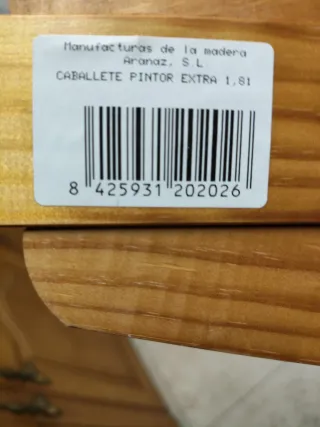 Manufacturas de la madera
Aranaz, S.L
CABALLETE PINTOR EXTRA 1,81
8 425931 202026